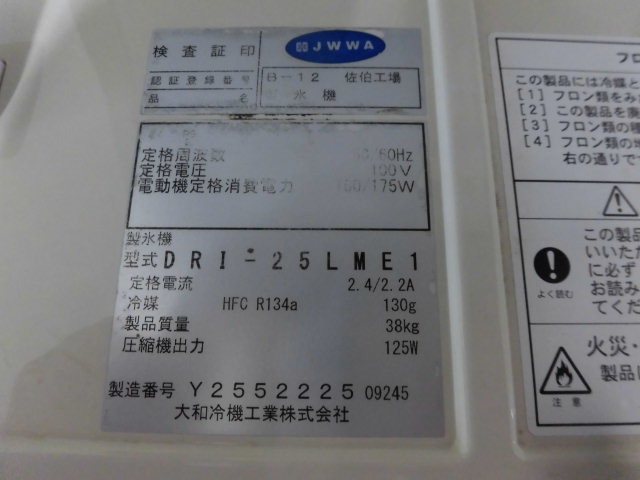 検査証印
JWWA
認証登録番号 B-12 佐伯工場
品名 氷機
定格周波数 50/60Hz
定格電圧 100V
電動機定格消費電力 160/175W
製氷機
型式 DRI-25LME1
定格電流 2.4/2.2A
冷媒 HFC R134a 130g
製品質量 38kg
圧縮機出力 125W
製造番号 Y2552225 09245
大和冷機工業株式会社
フロ
この製品には冷媒と
[1] フロン類をみ
[2] この製品を廃
[3] フロン類の種
[4] フロン類の地
右の通りで
この製品
いいただ
に必ず
お読み
てくだ
よく読む
火災・
製品に
注意